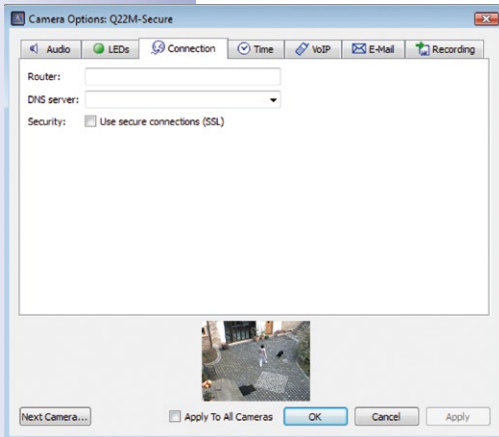 Camera Options: Q22M-Secure
Audio LEDs Connection Time VoIP E-Mail Recording
Router:
DNS server:
Security: Use secure connections (SSL)
Next Camera... Apply To All Cameras OK Cancel Apply